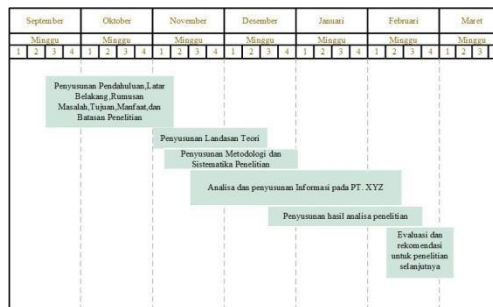 September Oktober November Desember Januari Februari Maret
Minggu Minggu Minggu Minggu Minggu Minggu Minggu
1 2 3 4 1 2 3 4 1 2 3 4 1 2 3 4 1 2 3 4 1 2 3 4 1 2 3
Penyusunan Pendahuluan,Latar
Belakang,Rumusan
Masalah,Tujuan,Manfaat,dan
Batasan Penelitian
Penyusunan Landasan Teori
Penyusunan Metodologi dan
Sistematika Penelitian
Analisa dan penyusunan Informasi pada PT. XYZ
Penyusunan hasil analisa penelitian
Evaluasi dan
rekomendasi
untuk penelitian
selanjutnya